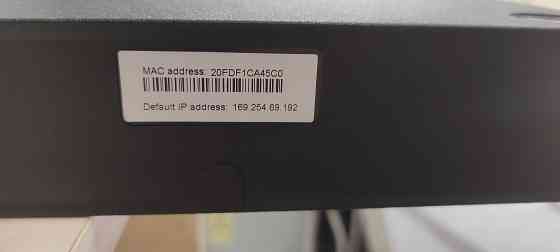 MAC address: 20FDF1CA45C0
Default IP address: 169.254.69.192